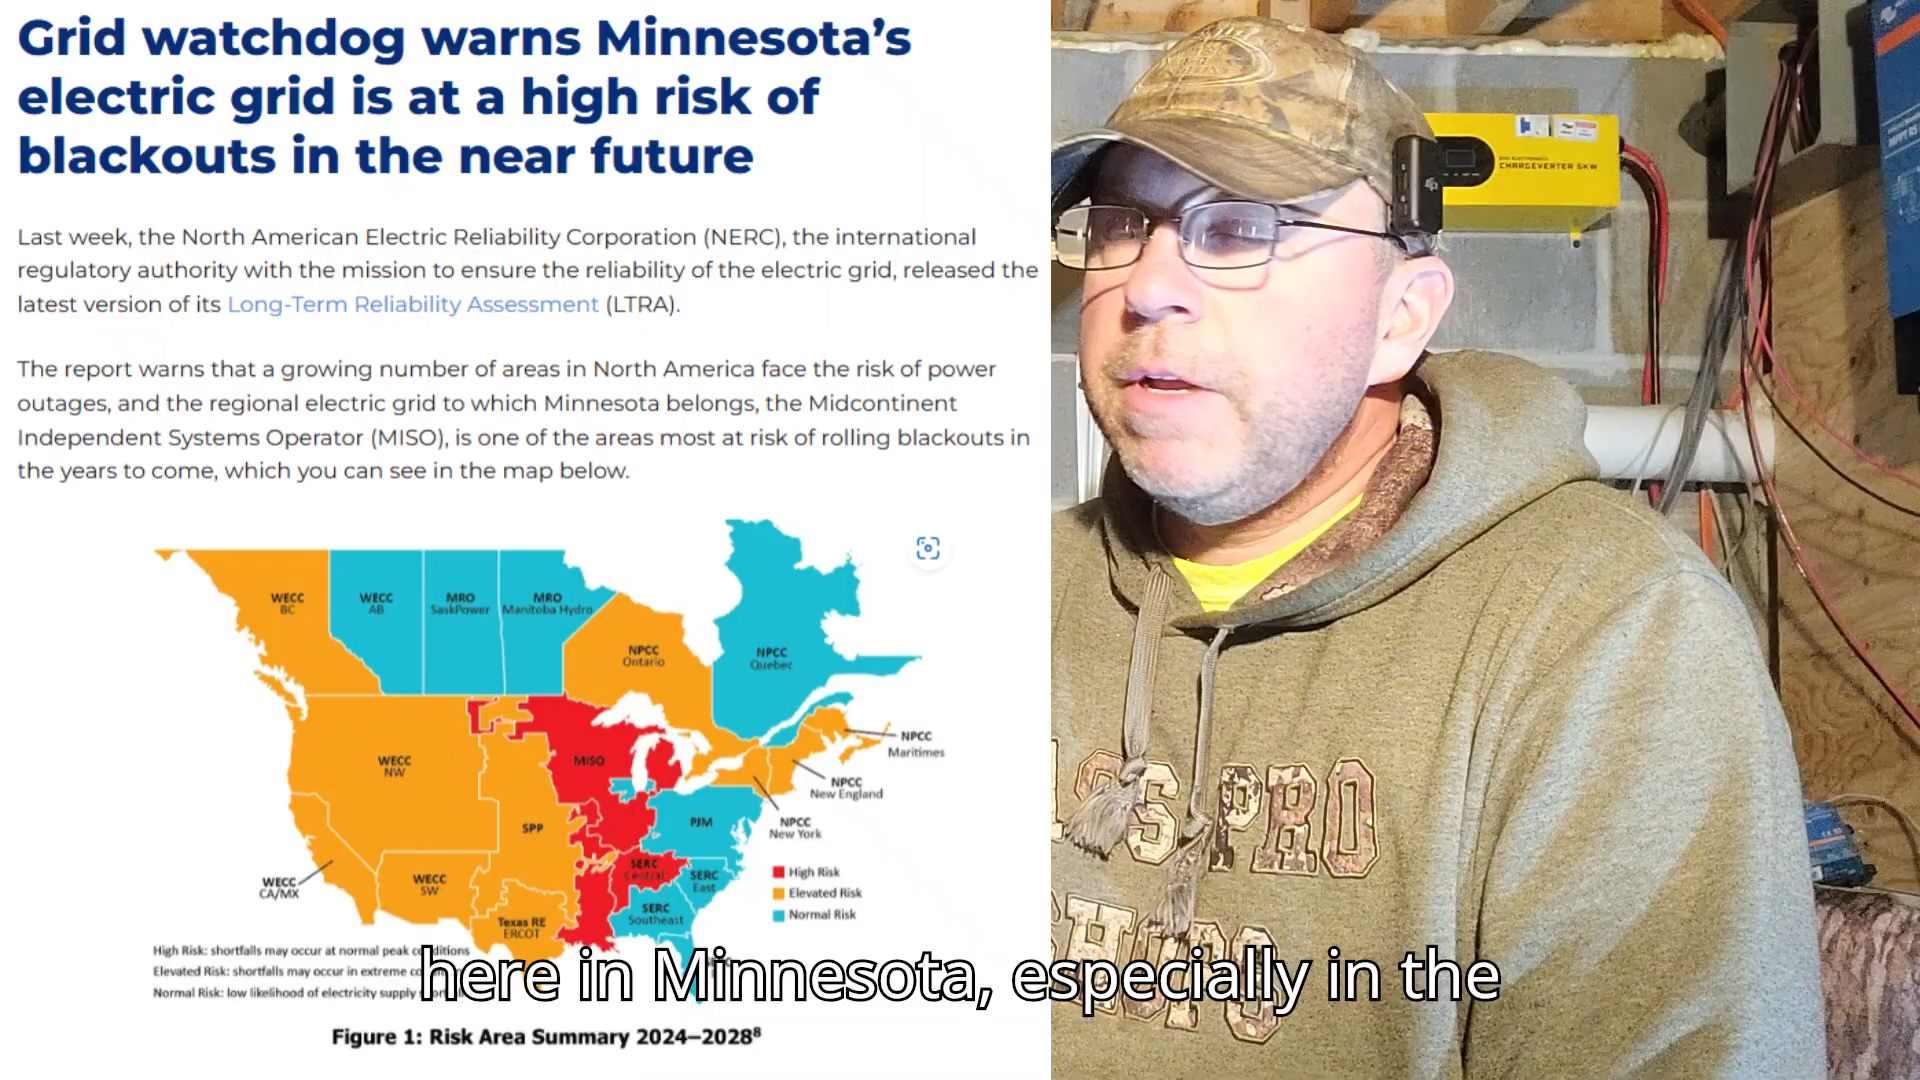 Grid watchdog warns Minnesota’s
electric grid is at a high risk of
blackouts in the near future
Last week, the North American Electric Reliability Corporation (NERC), the international
regulatory authority with the mission to ensure the reliability of the electric grid, released the
latest version of its Long-Term Reliability Assessment (LTRA).
The report warns that a growing number of areas in North America face the risk of power
outages, and the regional electric grid to which Minnesota belongs, the Midcontinent
Independent Systems Operator (MISO), is one of the areas most at risk of rolling blackouts in
the years to come, which you can see in the map below.
WECC
BC
WECC
AB
MRO
SaskPower
MRO
Manitoba Hydro
NPCC
Ontario
NPCC
Quebec
NPCC
Maritimes
NPCC
New England
NPCC
New York
WECC
NW
MISO
SPP
PJM
SERC
Central
SERC
East
SERC
Southeast
WECC
CA/MX
WECC
SW
Texas RE
ERCOT
High Risk
Elevated Risk
Normal Risk
High Risk: shortfalls may occur at normal peak conditions
Elevated Risk: shortfalls may occur in extreme
Normal Risk: low likelihood of electricity supply
Figure 1: Risk Area Summary 2024–2028⁸
here in Minnesota, especially in the
CHARGEVERTER 5KW
MPPT RS
PRO